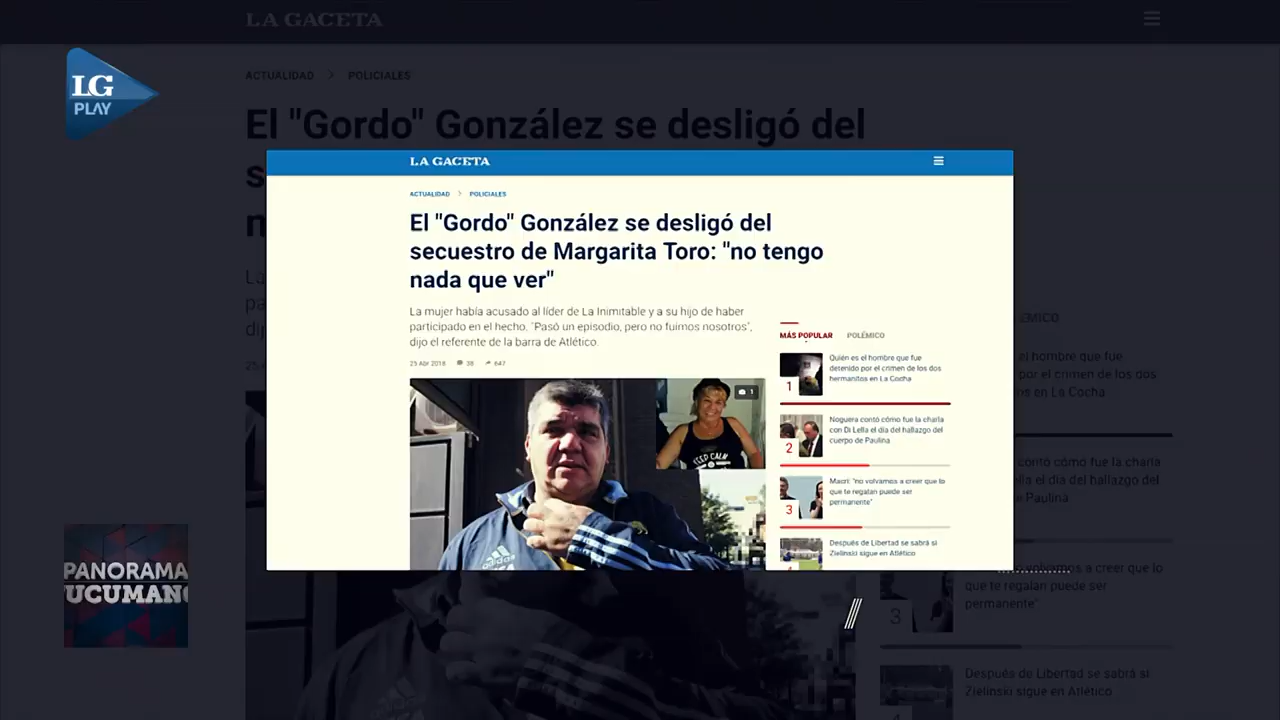 LA GACETA
LG
PLAY
ACTUALIDAD > POLICIALES
El "Gordo" González se desligó del
LA GACETA
ACTUALIDAD > POLICIALES
El "Gordo" González se desligó del
secuestro de Margarita Toro: "no tengo
nada que ver"
La mujer había acusado al líder de La Inimitable y a su hijo de haber
participado en el hecho. "Pasó un episodio, pero no fuimos nosotros",
dijo el referente de la barra de Atlético.
25 Abr 2018 38 647
1
KEEP CALM
MÁS POPULAR POLÉMICO
1
Quién es el hombre que fue
detenido por el crimen de los dos
hermanitos en La Cocha
2
Noguera contó cómo fue la charla
con Di Lella el día del hallazgo del
cuerpo de Paulina
3
Macri: "no volvamos a creer que lo
que te regalan puede ser
permanente"
Después de Libertad se sabrá si
Zielinski sigue en Atlético
ÉMICO
el hombre que fue
por el crimen de los dos
s en La Cocha
contó cómo fue la charla
el día del hallazgo del
Paulina
3
volvamos a creer que lo
que te regalan puede ser
permanente"
Después de Libertad se sabrá si
Zielinski sigue en Atlético
PANORAMA
TUCUMANO